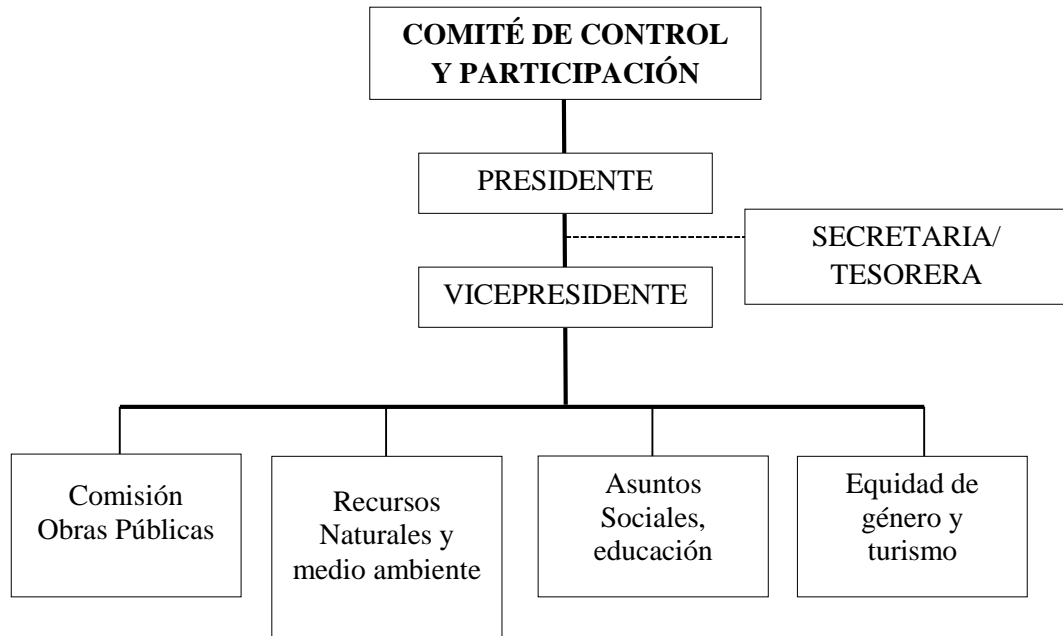 COMITÉ DE CONTROL
Y PARTICIPACIÓN
PRESIDENTE
SECRETARIA/
TESORERA
VICEPRESIDENTE
Comisión
Obras Públicas
Recursos
Naturales y
medio ambiente
Asuntos
Sociales,
educación
Equidad de
género y
turismo